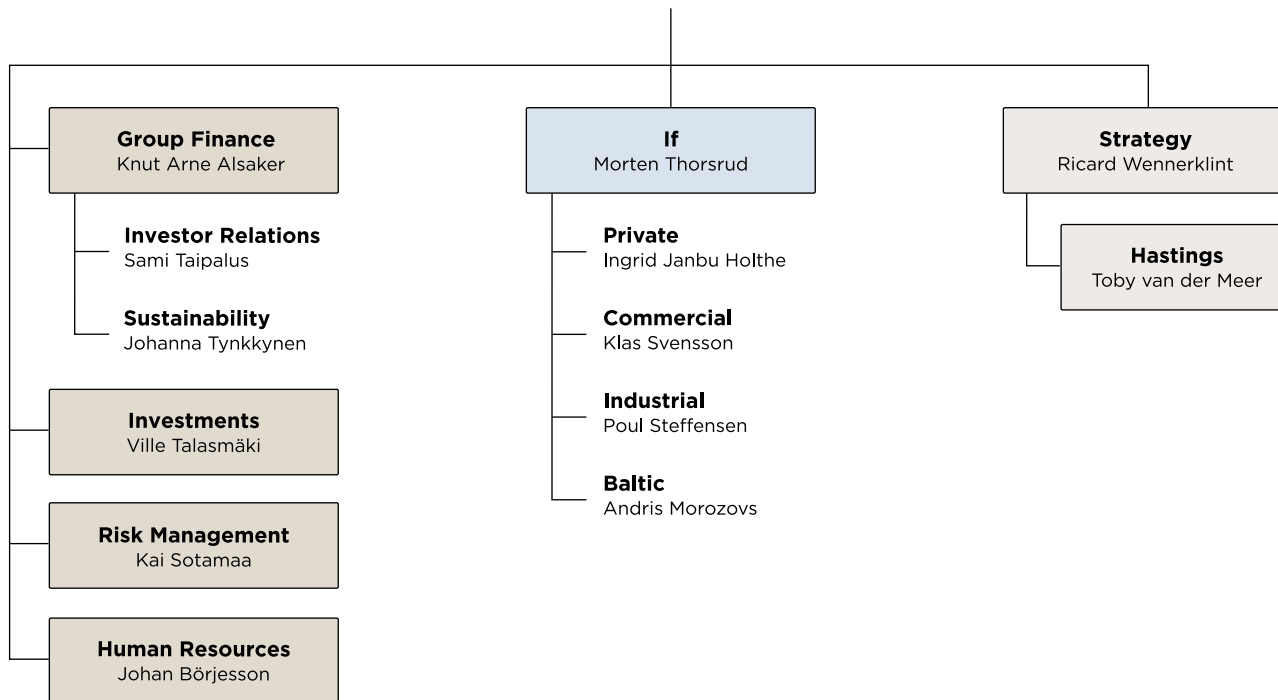 Group Finance
Knut Arne Alsaker
Investor Relations
Sami Taipalus
Sustainability
Johanna Tynkkynen
Investments
Ville Talasmäki
Risk Management
Kai Sotamaa
Human Resources
Johan Börjesson
If
Morten Thorsrud
Private
Ingrid Janbu Holthe
Commercial
Klas Svensson
Industrial
Poul Steffensen
Baltic
Andris Morozovs
Strategy
Ricard Wennerklint
Hastings
Toby van der Meer